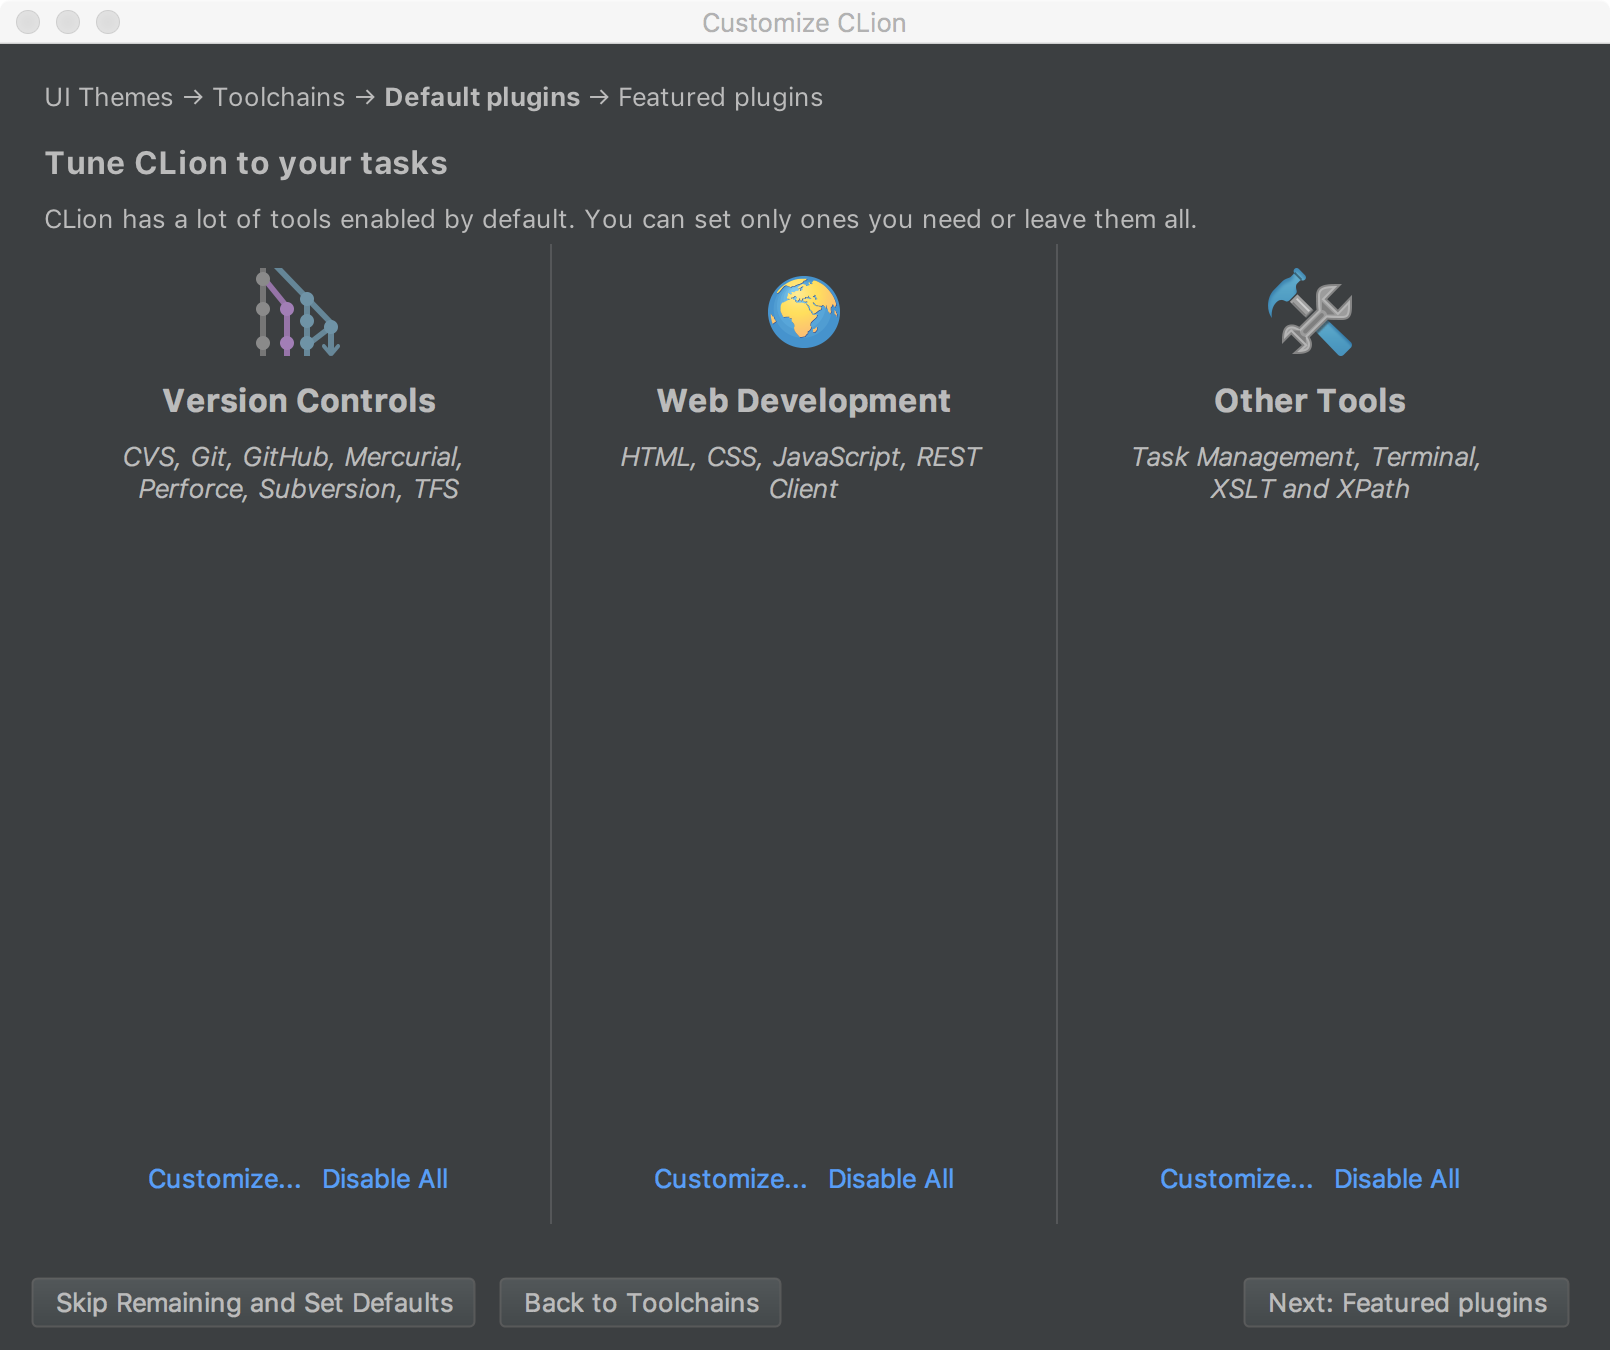 Customize CLion
UI Themes → Toolchains → Default plugins → Featured plugins
Tune CLion to your tasks
CLion has a lot of tools enabled by default. You can set only ones you need or leave them all.
Version Controls
CVS, Git, GitHub, Mercurial,
Perforce, Subversion, TFS
Customize... Disable All
Web Development
HTML, CSS, JavaScript, REST
Client
Customize... Disable All
Other Tools
Task Management, Terminal,
XSLT and XPath
Customize... Disable All
Skip Remaining and Set Defaults
Back to Toolchains
Next: Featured plugins